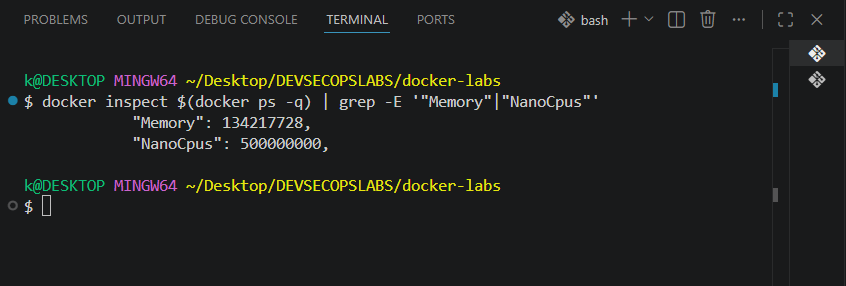 PROBLEMS OUTPUT DEBUG CONSOLE TERMINAL PORTS bash
k@DESKTOP MINGW64 ~/Desktop/DEVSECOPSLABS/docker-labs
$ docker inspect $(docker ps -q) | grep -E '"Memory"|"NanoCpus"'
"Memory": 134217728,
"NanoCpus": 500000000,
k@DESKTOP MINGW64 ~/Desktop/DEVSECOPSLABS/docker-labs
$